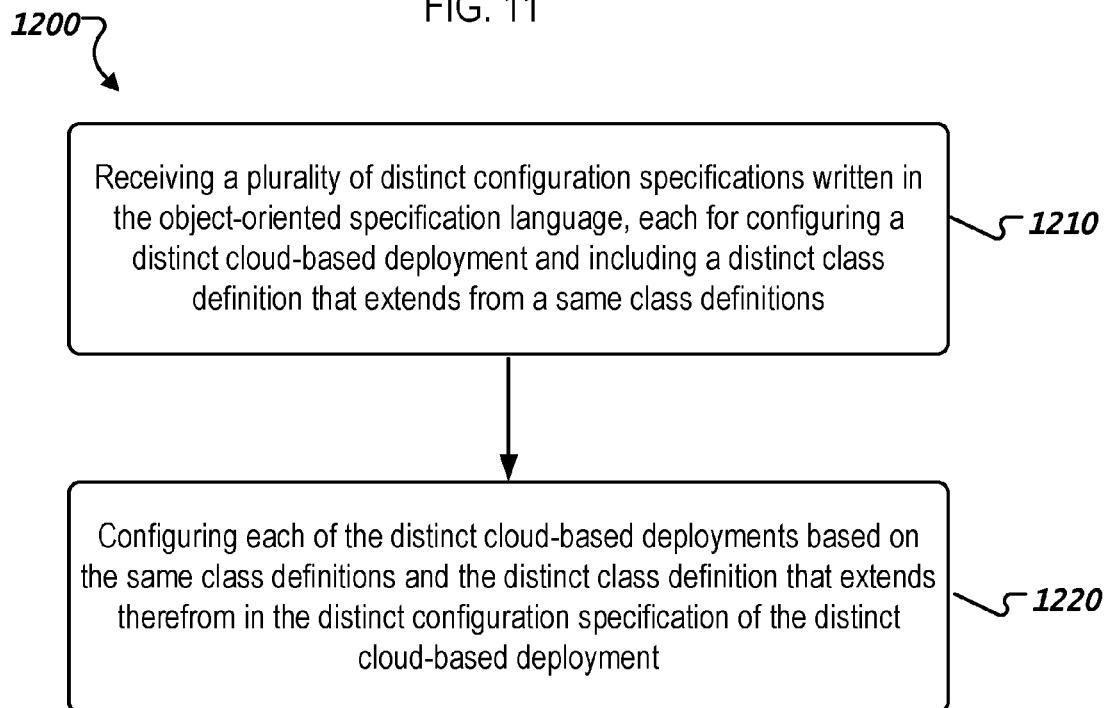 FIG. 11
1200
Receiving a plurality of distinct configuration specifications written in
the object-oriented specification language, each for configuring a
distinct cloud-based deployment and including a distinct class
definition that extends from a same class definitions
1210
Configuring each of the distinct cloud-based deployments based on
the same class definitions and the distinct class definition that extends
therefrom in the distinct configuration specification of the distinct
cloud-based deployment
1220